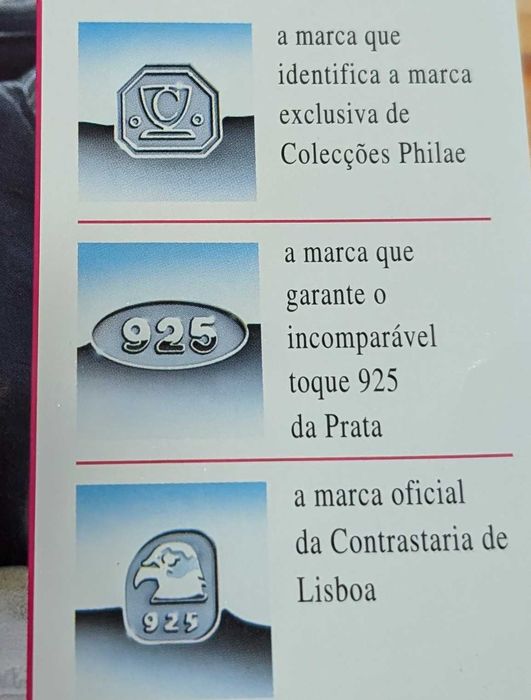 C
a marca que
identifica a marca
exclusiva de
Colecções Philae
925
a marca que
garante o
incomparável
toque 925
da Prata
925
a marca oficial
da Contrastaria de
Lisboa